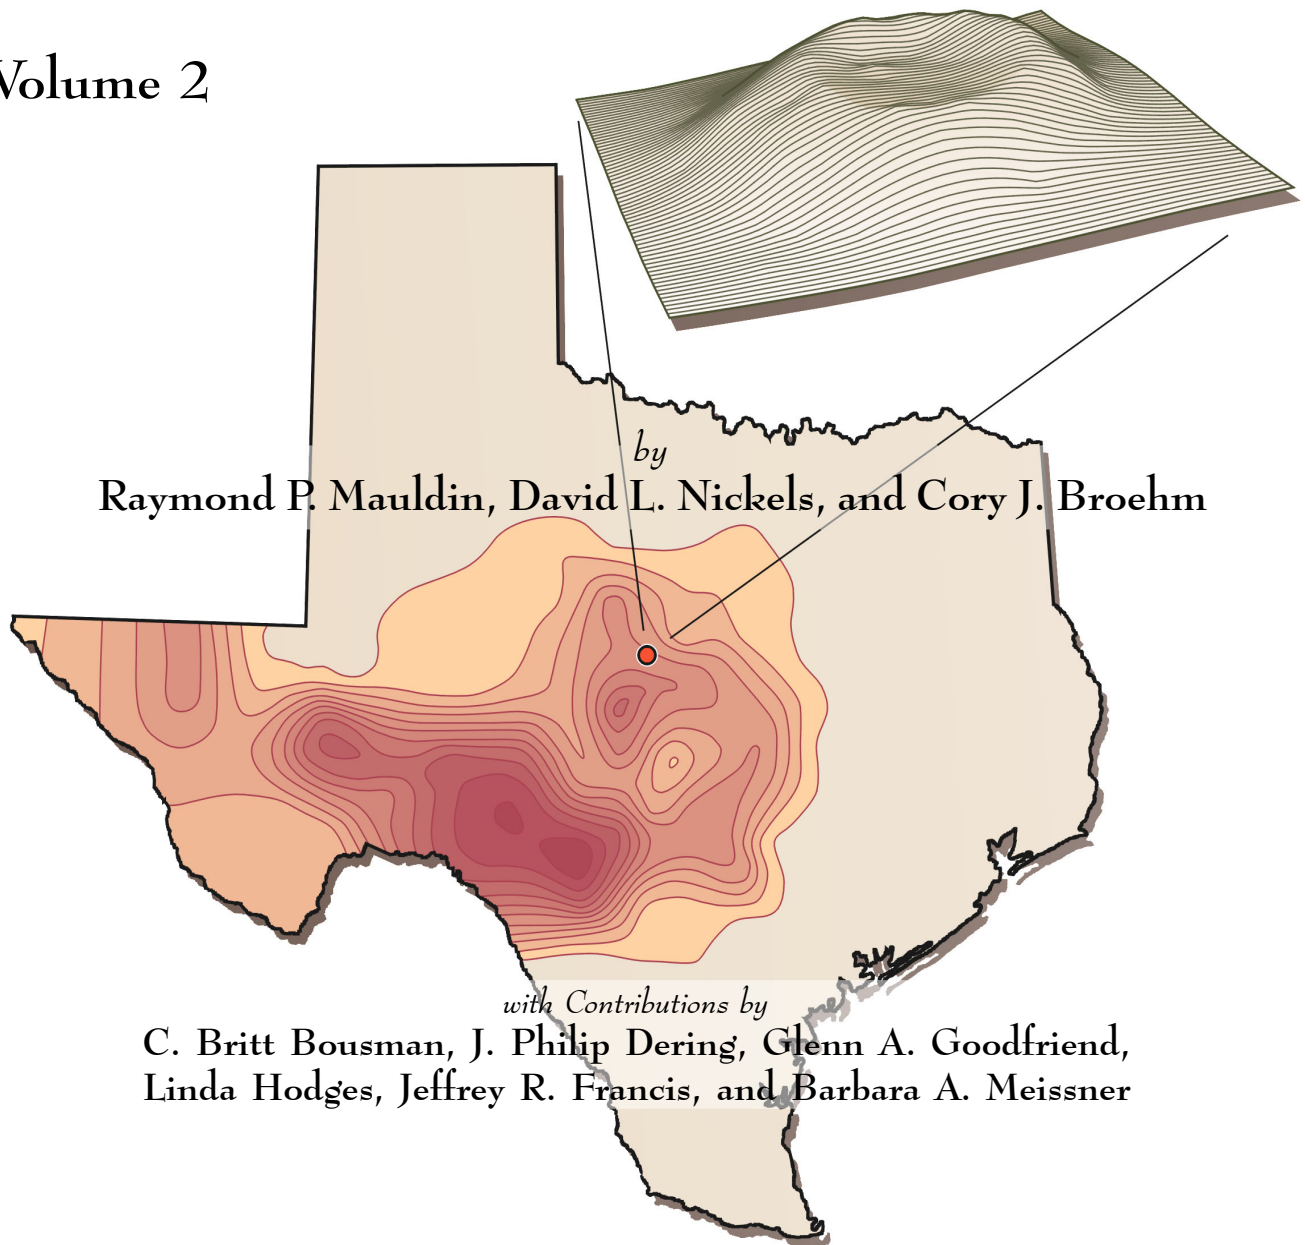 Volume 2
by
Raymond P. Mauldin, David L. Nickels, and Cory J. Broehm
with Contributions by
C. Britt Bousman, J. Philip Dering, Glenn A. Goodfriend,
Linda Hodges, Jeffrey R. Francis, and Barbara A. Meissner